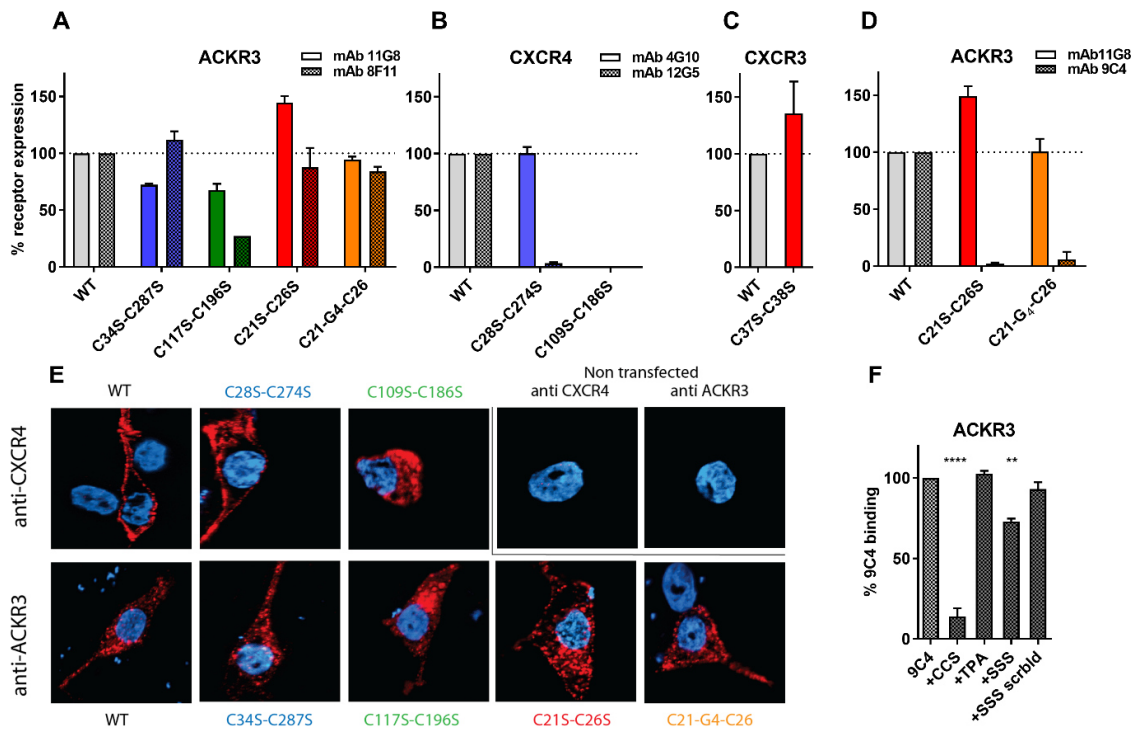 A
ACKR3
mAb 11G8
mAb 8F11
% receptor expression
150
100
50
0
WT
C34S-C287S
C117S-C196S
C21S-C26S
C21-G4-C26
B
CXCR4
mAb 4G10
mAb 12G5
150
100
50
0
WT
C28S-C274S
C109S-C186S
C
CXCR3
150
100
50
0
WT
C37S-C38S
D
ACKR3
mAb11G8
mAb 9C4
150
100
50
0
WT
C21S-C26S
C21-G₄-C26
E
Non transfected
WT
C28S-C274S
C109S-C186S
anti CXCR4
anti ACKR3
anti-CXCR4
anti-ACKR3
WT
C34S-C287S
C117S-C196S
C21S-C26S
C21-G4-C26
F
ACKR3
% 9C4 binding
100
50
0
****
**
9C4
+CCS
+TPA
+SSS
+SSS scrbld